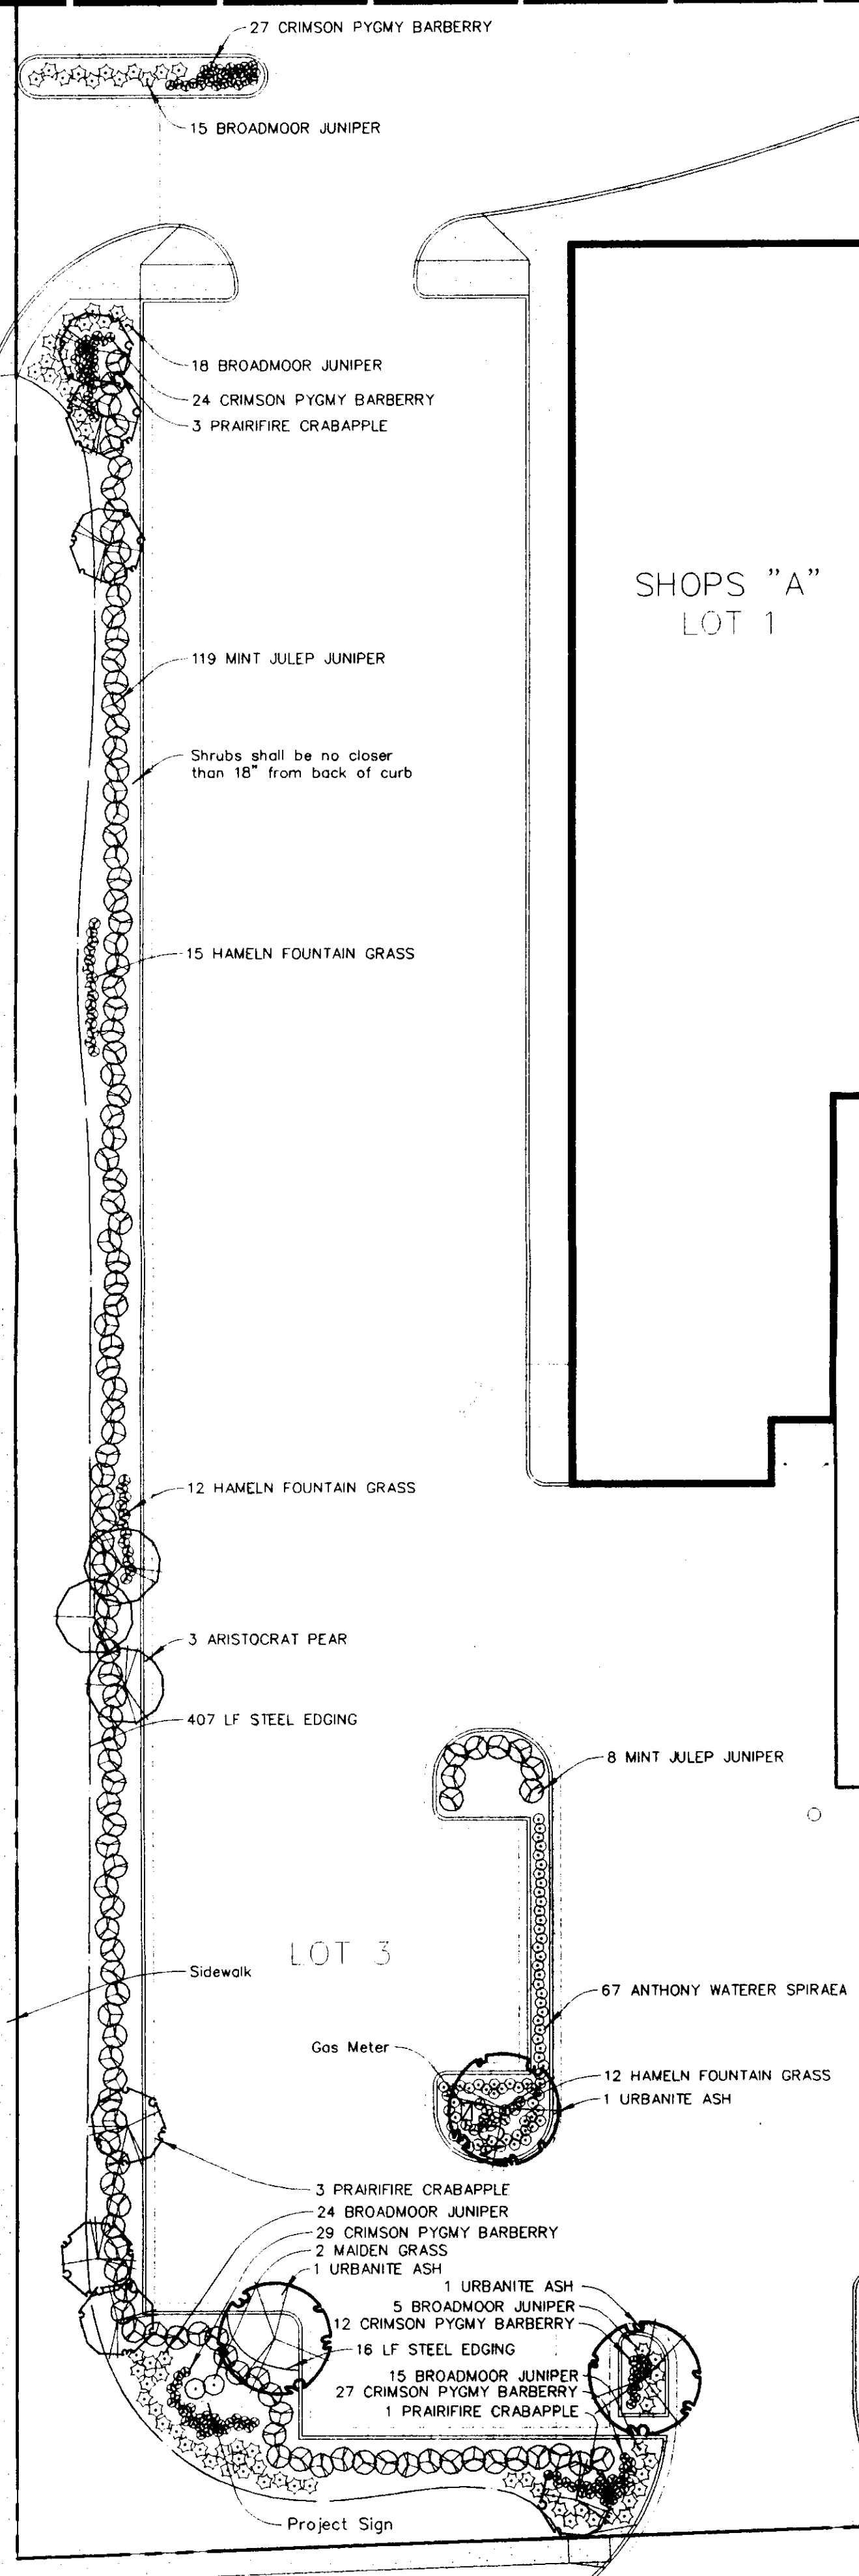 27 CRIMSON PYGMY BARBERRY
15 BROADMOOR JUNIPER
18 BROADMOOR JUNIPER
24 CRIMSON PYGMY BARBERRY
3 PRAIRIFIRE CRABAPPLE
SHOPS "A"
LOT 1
119 MINT JULEP JUNIPER
Shrubs shall be no closer
than 18" from back of curb
15 HAMELN FOUNTAIN GRASS
12 HAMELN FOUNTAIN GRASS
3 ARISTOCRAT PEAR
407 LF STEEL EDGING
8 MINT JULEP JUNIPER
LOT 3
Sidewalk
67 ANTHONY WATERER SPIRAEA
Gas Meter
12 HAMELN FOUNTAIN GRASS
1 URBANITE ASH
3 PRAIRIFIRE CRABAPPLE
24 BROADMOOR JUNIPER
29 CRIMSON PYGMY BARBERRY
2 MAIDEN GRASS
1 URBANITE ASH
1 URBANITE ASH
5 BROADMOOR JUNIPER
12 CRIMSON PYGMY BARBERRY
16 LF STEEL EDGING
15 BROADMOOR JUNIPER
27 CRIMSON PYGMY BARBERRY
1 PRAIRIFIRE CRABAPPLE
Project Sign